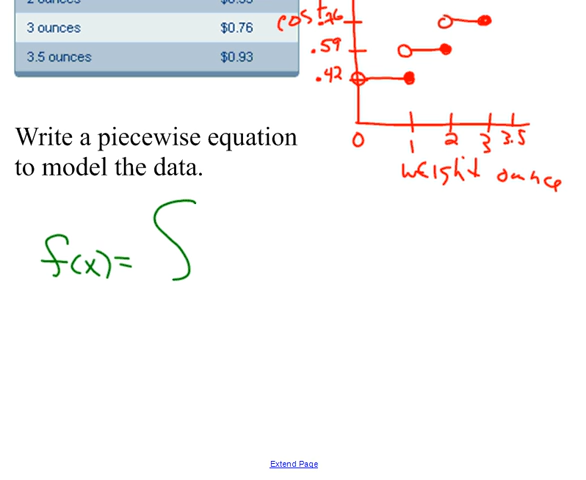 3 ounces $0.76
3.5 ounces $0.93
cost .76
.59
.42
0 1 2 3 3.5
weight ounce
Write a piecewise equation
to model the data.
f(x) =
Extend Page